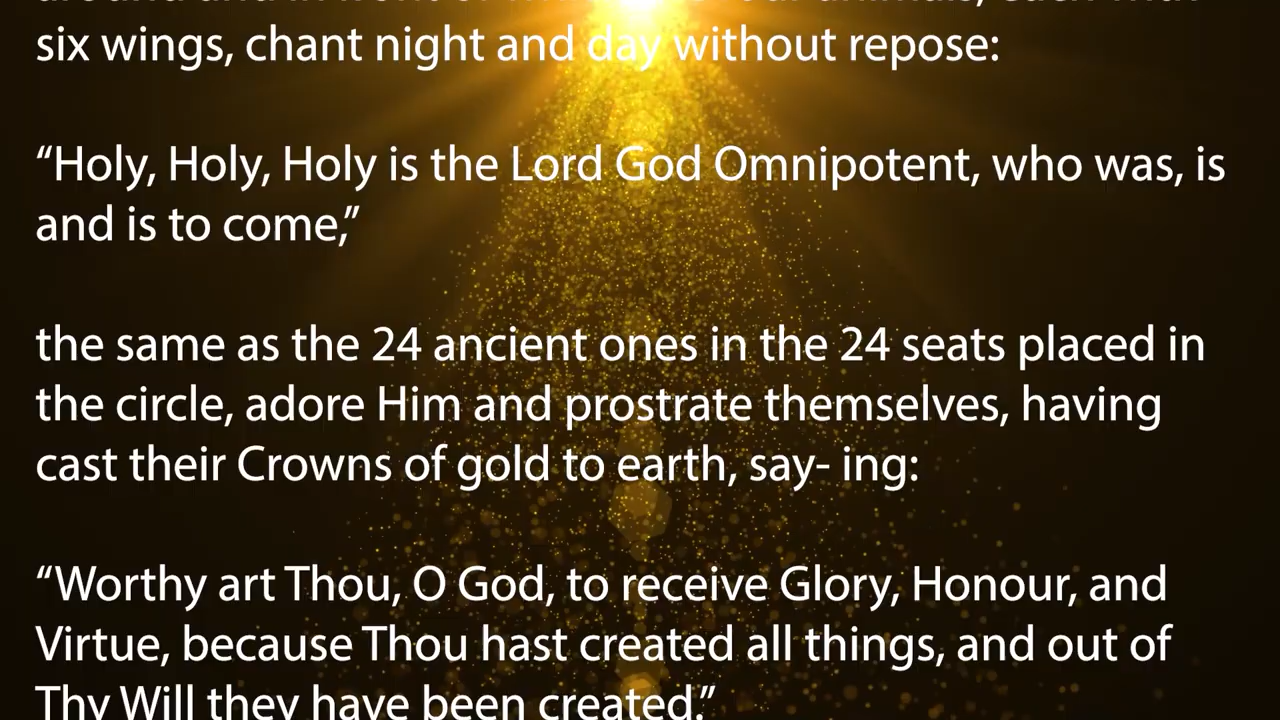 six wings, chant night and day without repose:
“Holy, Holy, Holy is the Lord God Omnipotent, who was, is
and is to come,”
the same as the 24 ancient ones in the 24 seats placed in
the circle, adore Him and prostrate themselves, having
cast their Crowns of gold to earth, say- ing:
“Worthy art Thou, O God, to receive Glory, Honour, and
Virtue, because Thou hast created all things, and out of
Thy Will they have been created.”